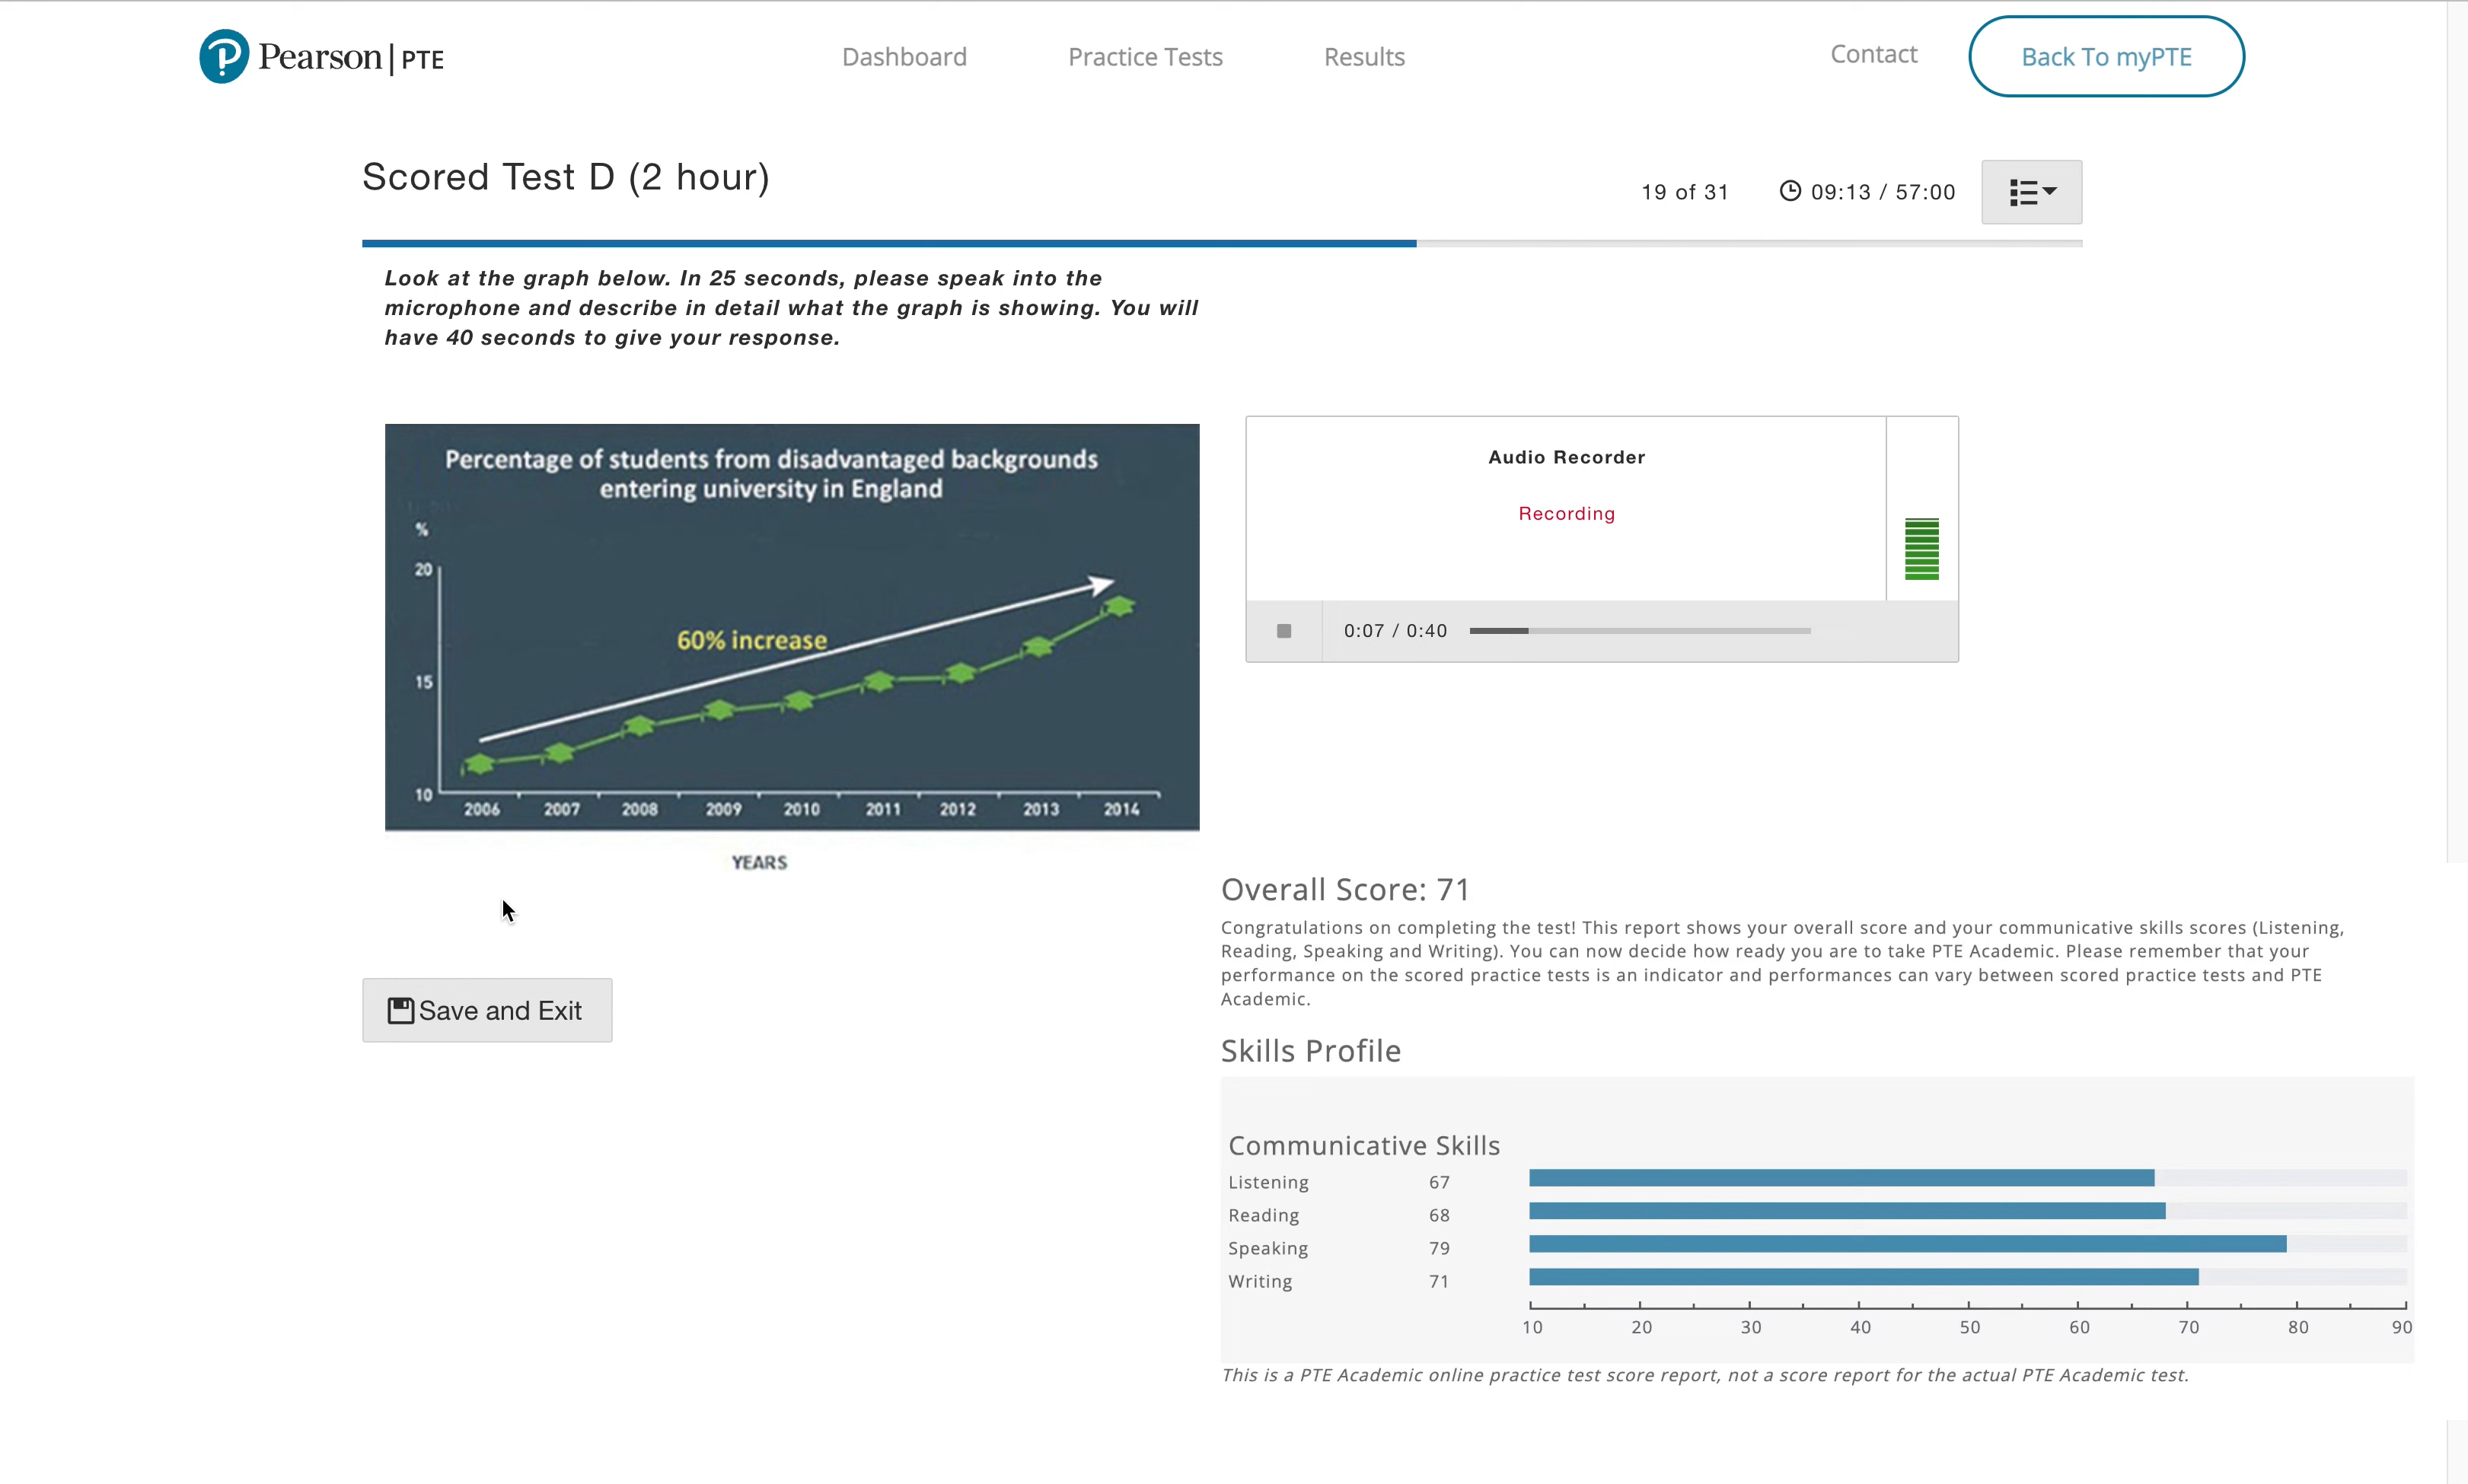 Pearson | PTE
Dashboard
Practice Tests
Results
Contact
Back To myPTE
Scored Test D (2 hour)
19 of 31
09:13 / 57:00
Look at the graph below. In 25 seconds, please speak into the
microphone and describe in detail what the graph is showing. You will
have 40 seconds to give your response.
Percentage of students from disadvantaged backgrounds
entering university in England
%
20
15
10
60% increase
2006 2007 2008 2009 2010 2011 2012 2013 2014
YEARS
Audio Recorder
Recording
0:07 / 0:40
Save and Exit
Overall Score: 71
Congratulations on completing the test! This report shows your overall score and your communicative skills scores (Listening,
Reading, Speaking and Writing). You can now decide how ready you are to take PTE Academic. Please remember that your
performance on the scored practice tests is an indicator and performances can vary between scored practice tests and PTE
Academic.
Skills Profile
Communicative Skills
Listening 67
Reading 68
Speaking 79
Writing 71
10 20 30 40 50 60 70 80 90
This is a PTE Academic online practice test score report, not a score report for the actual PTE Academic test.